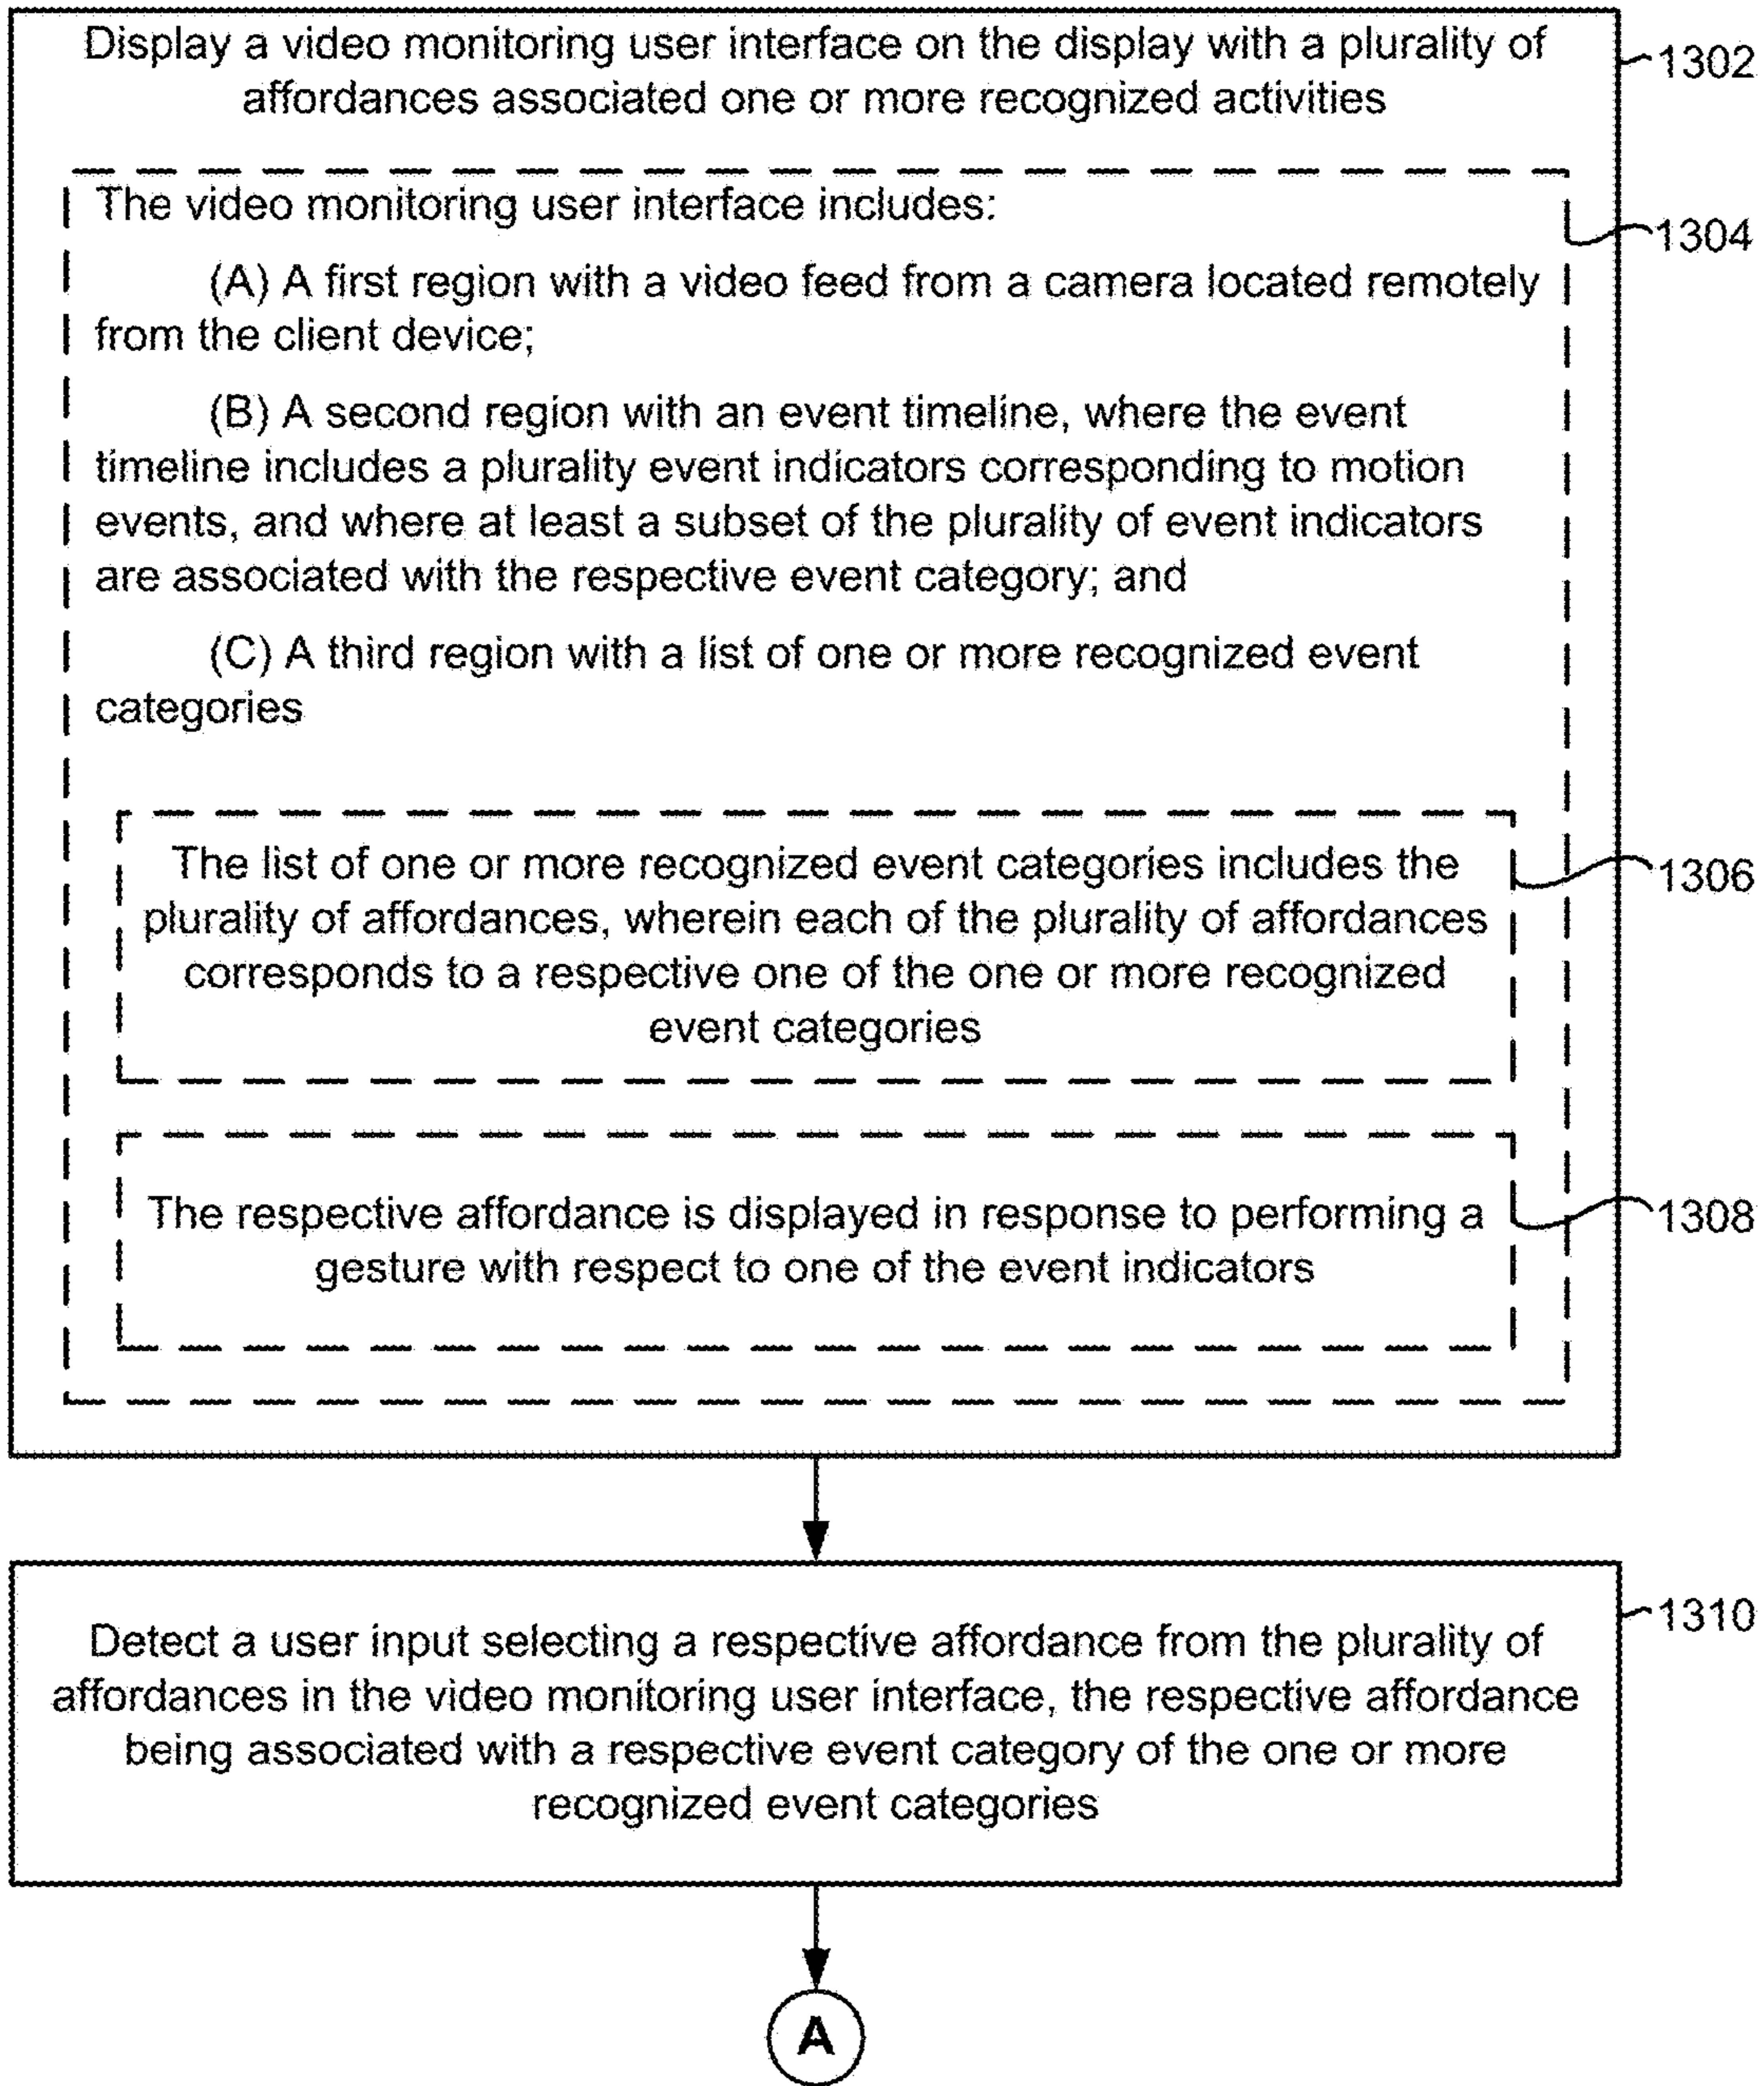 Display a video monitoring user interface on the display with a plurality of
affordances associated one or more recognized activities
1302
The video monitoring user interface includes:
1304
(A) A first region with a video feed from a camera located remotely
from the client device;
(B) A second region with an event timeline, where the event
timeline includes a plurality event indicators corresponding to motion
events, and where at least a subset of the plurality of event indicators
are associated with the respective event category; and
(C) A third region with a list of one or more recognized event
categories
The list of one or more recognized event categories includes the
plurality of affordances, wherein each of the plurality of affordances
corresponds to a respective one of the one or more recognized
event categories
1306
The respective affordance is displayed in response to performing a
gesture with respect to one of the event indicators
1308
Detect a user input selecting a respective affordance from the plurality of
affordances in the video monitoring user interface, the respective affordance
being associated with a respective event category of the one or more
recognized event categories
1310
A